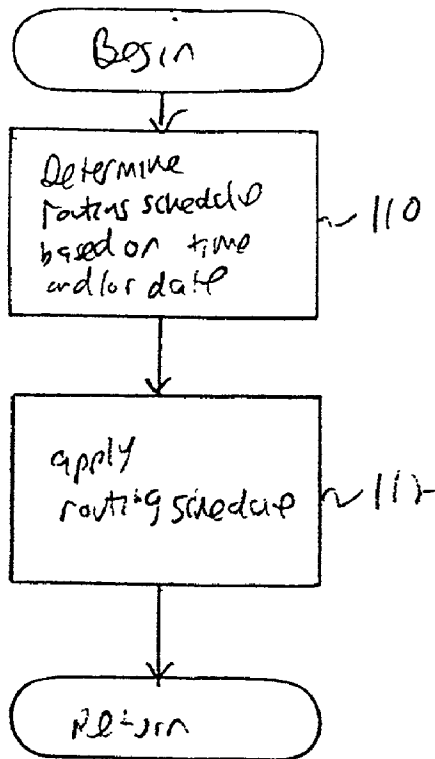 Begin
Determine
routing schedule
based on time
and/or date
110
apply
routing schedule
112
Return